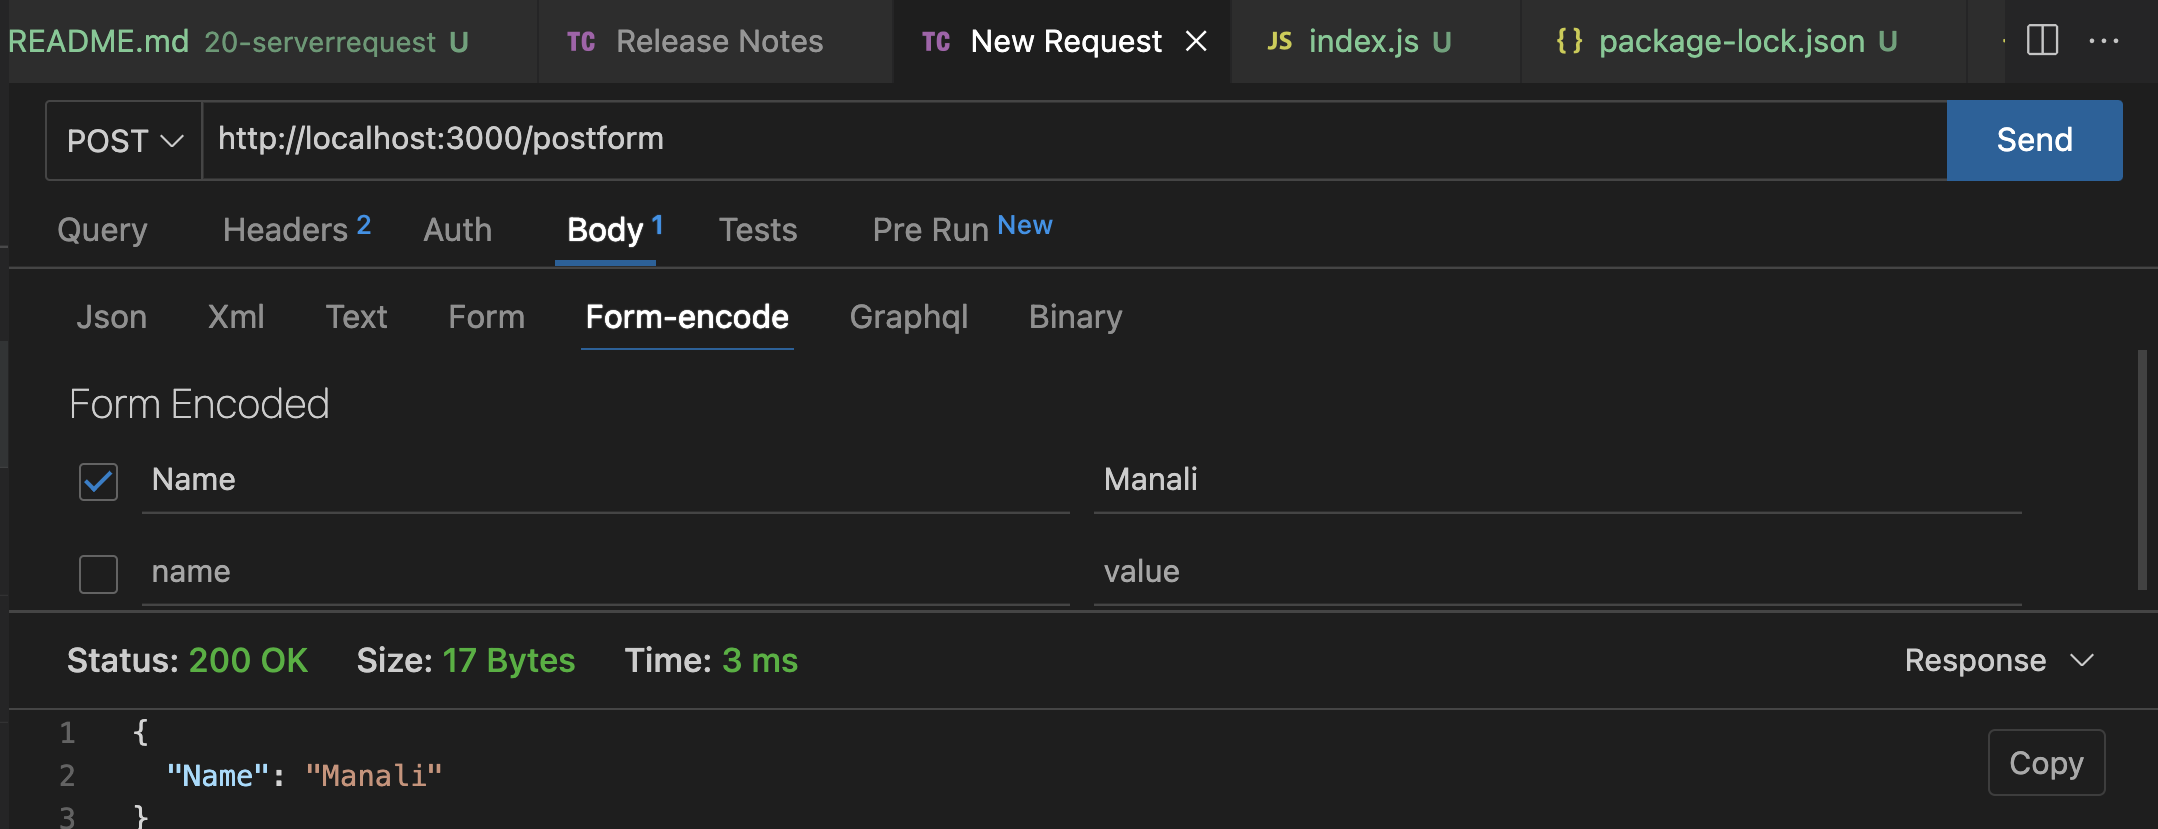 README.md 20-serverrequest U TC Release Notes TC New Request JS index.js U {} package-lock.json U
POST http://localhost:3000/postform Send
Query Headers 2 Auth Body 1 Tests Pre Run New
Json Xml Text Form Form-encode Graphql Binary
Form Encoded
Name Manali
name value
Status: 200 OK Size: 17 Bytes Time: 3 ms Response
1 {
2 "Name": "Manali"
3 }
Copy